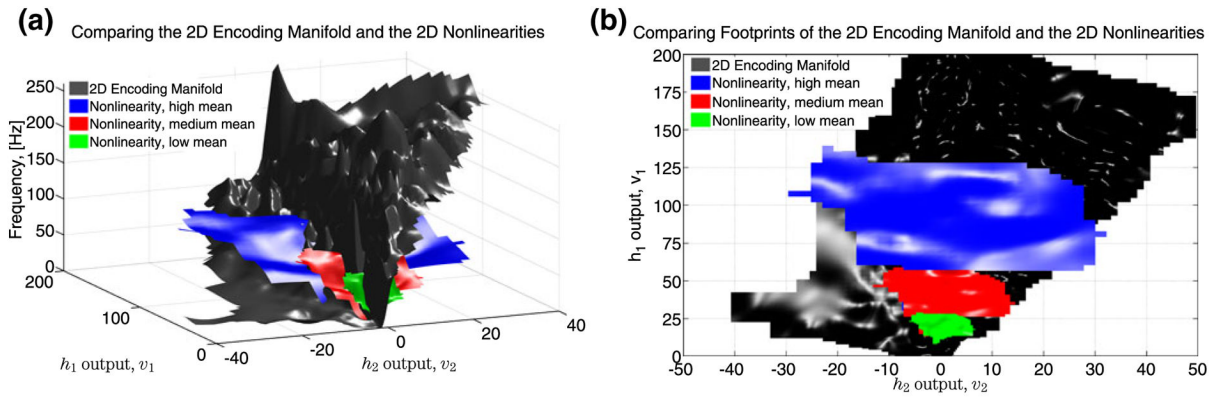 (a)
Comparing the 2D Encoding Manifold and the 2D Nonlinearities
2D Encoding Manifold
Nonlinearity, high mean
Nonlinearity, medium mean
Nonlinearity, low mean
Frequency, [Hz]
250
200
150
100
50
0
200
100
0
-40
-20
0
20
40
h₁ output, v₁
h₂ output, v₂
(b)
Comparing Footprints of the 2D Encoding Manifold and the 2D Nonlinearities
2D Encoding Manifold
Nonlinearity, high mean
Nonlinearity, medium mean
Nonlinearity, low mean
h₁ output, v₁
200
175
150
125
100
75
50
25
0
-50 -40 -30 -20 -10 0 10 20 30 40 50
h₂ output, v₂